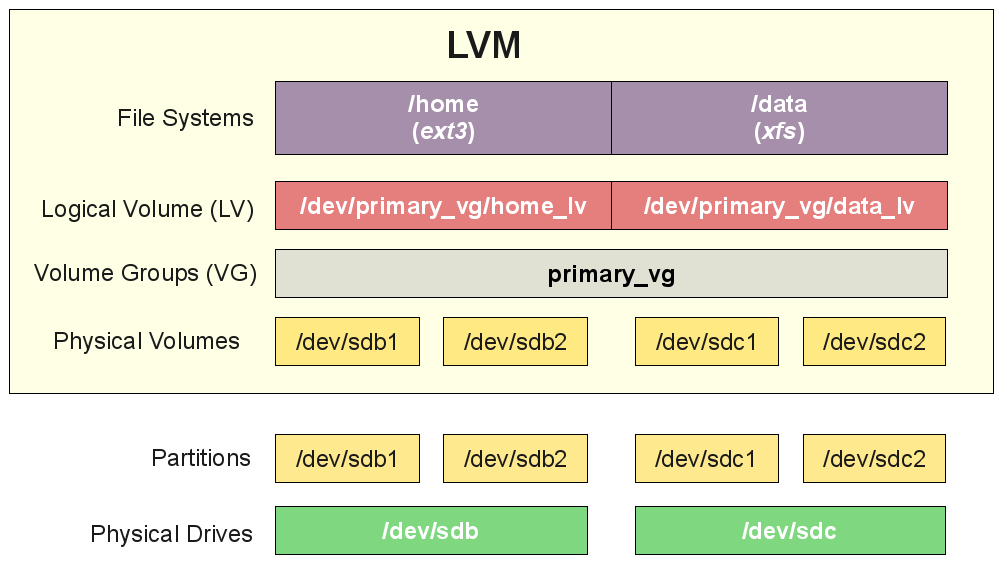 LVM
File Systems
/home
(ext3)
/data
(xfs)
Logical Volume (LV)
/dev/primary_vg/home_lv
/dev/primary_vg/data_lv
Volume Groups (VG)
primary_vg
Physical Volumes
/dev/sdb1
/dev/sdb2
/dev/sdc1
/dev/sdc2
Partitions
/dev/sdb1
/dev/sdb2
/dev/sdc1
/dev/sdc2
Physical Drives
/dev/sdb
/dev/sdc